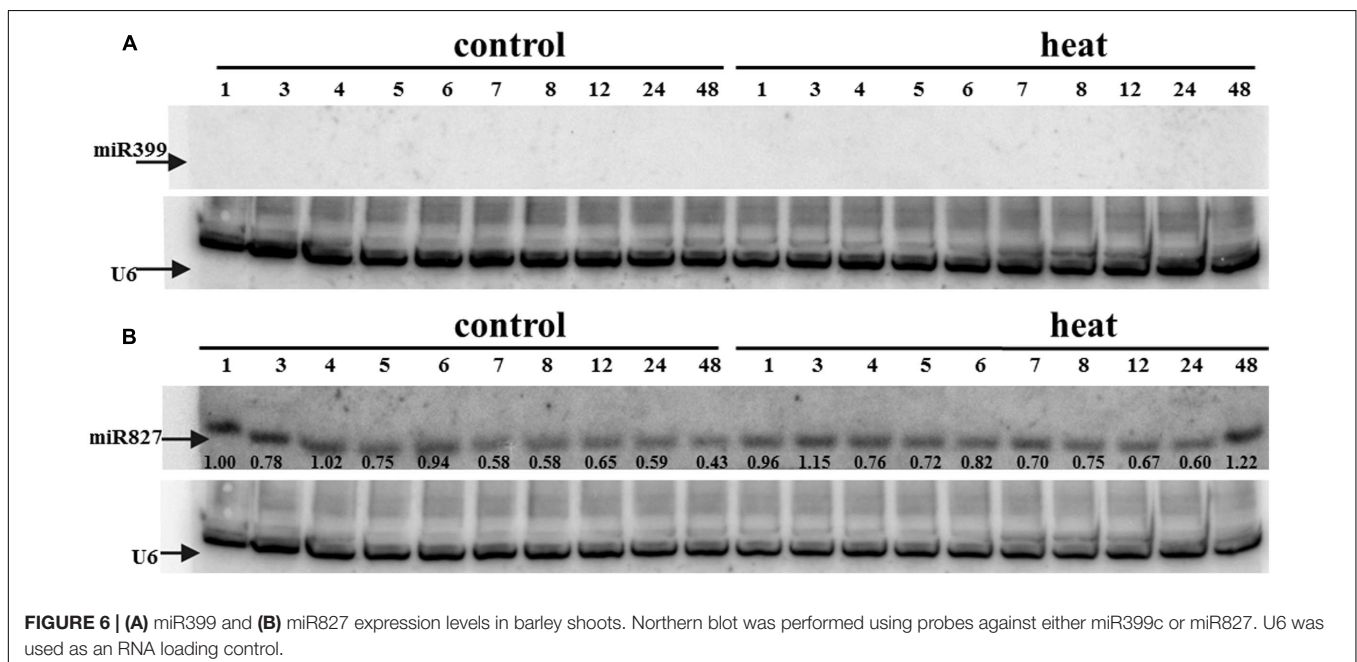 A
control heat
1 3 4 5 6 7 8 12 24 48 1 3 4 5 6 7 8 12 24 48
miR399
U6
B
control heat
1 3 4 5 6 7 8 12 24 48 1 3 4 5 6 7 8 12 24 48
miR827
1.00 0.78 1.02 0.75 0.94 0.58 0.58 0.65 0.59 0.43 0.96 1.15 0.76 0.72 0.82 0.70 0.75 0.67 0.60 1.22
U6
FIGURE 6 | (A) miR399 and (B) miR827 expression levels in barley shoots. Northern blot was performed using probes against either miR399c or miR827. U6 was
used as an RNA loading control.